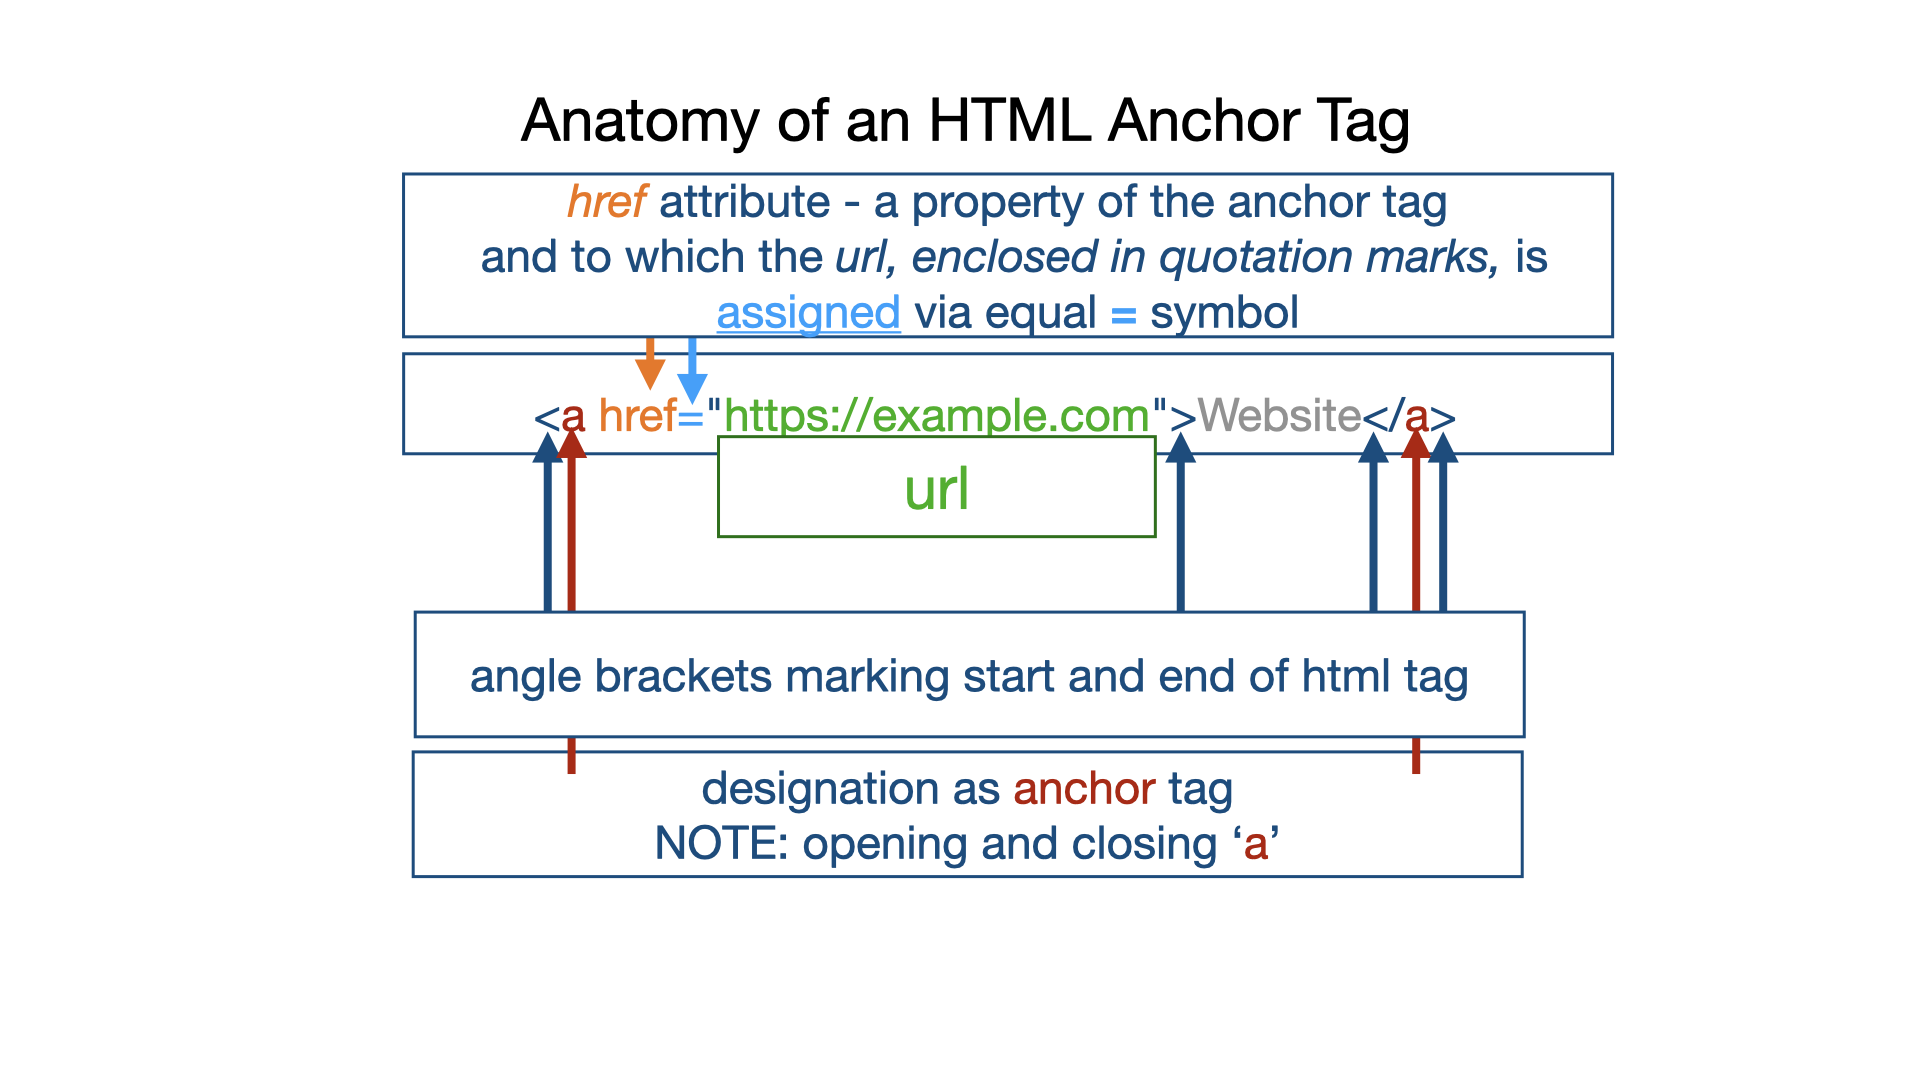 Anatomy of an HTML Anchor Tag
href attribute - a property of the anchor tag
and to which the url, enclosed in quotation marks, is
assigned via equal = symbol
<a href="https://example.com">Website</a>
url
angle brackets marking start and end of html tag
designation as anchor tag
NOTE: opening and closing ‘a’